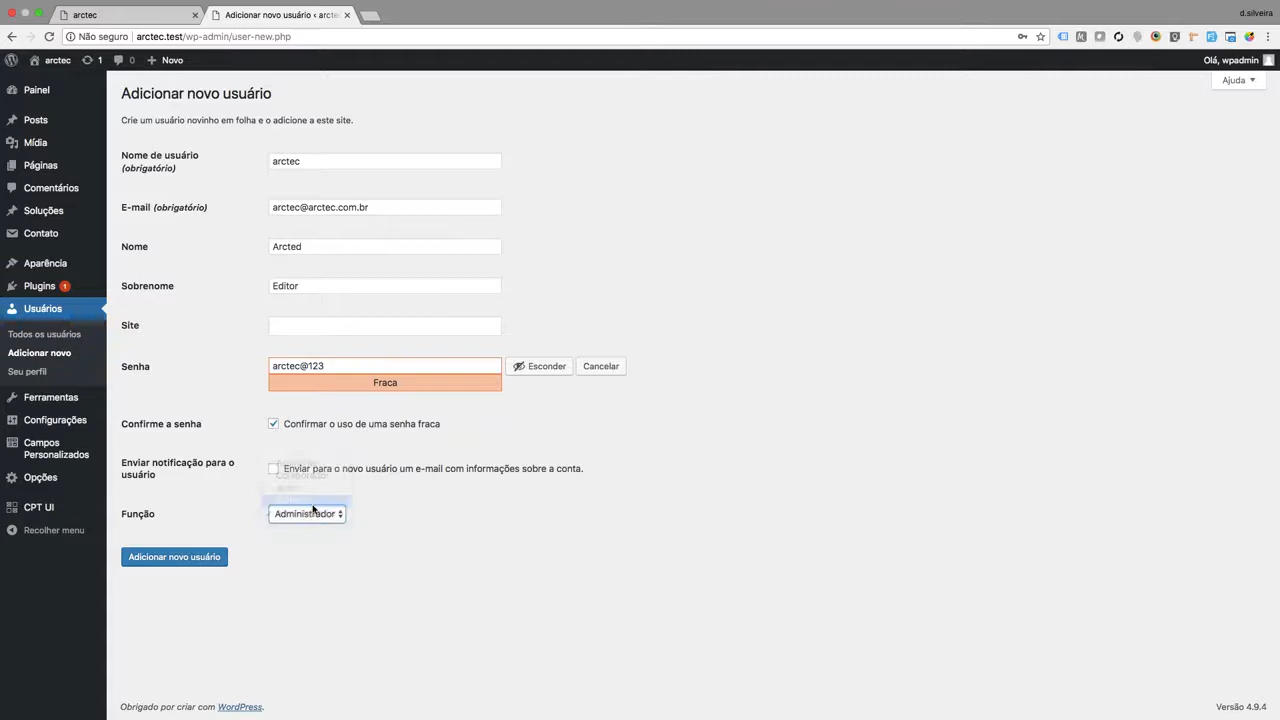 arctec
Adicionar novo usuário ‹ arcte
d.silveira
Não seguro
arctec.test/wp-admin/user-new.php
arctec
1
0
Novo
Olá, wpadmin
Ajuda
Painel
Posts
Mídia
Páginas
Comentários
Soluções
Contato
Aparência
Plugins 1
Usuários
Todos os usuários
Adicionar novo
Seu perfil
Ferramentas
Configurações
Campos
Personalizados
Opções
CPT UI
Recolher menu
Adicionar novo usuário
Crie um usuário novinho em folha e o adicione a este site.
Nome de usuário
(obrigatório)
arctec
E-mail (obrigatório)
arctec@arctec.com.br
Nome
Arcted
Sobrenome
Editor
Site
Senha
arctec@123
Esconder
Cancelar
Fraca
Confirme a senha
Confirmar o uso de uma senha fraca
Enviar notificação para o
usuário
Enviar para o novo usuário um e-mail com informações sobre a conta.
Função
Administrador
Adicionar novo usuário
Obrigado por criar com WordPress.
Versão 4.9.4